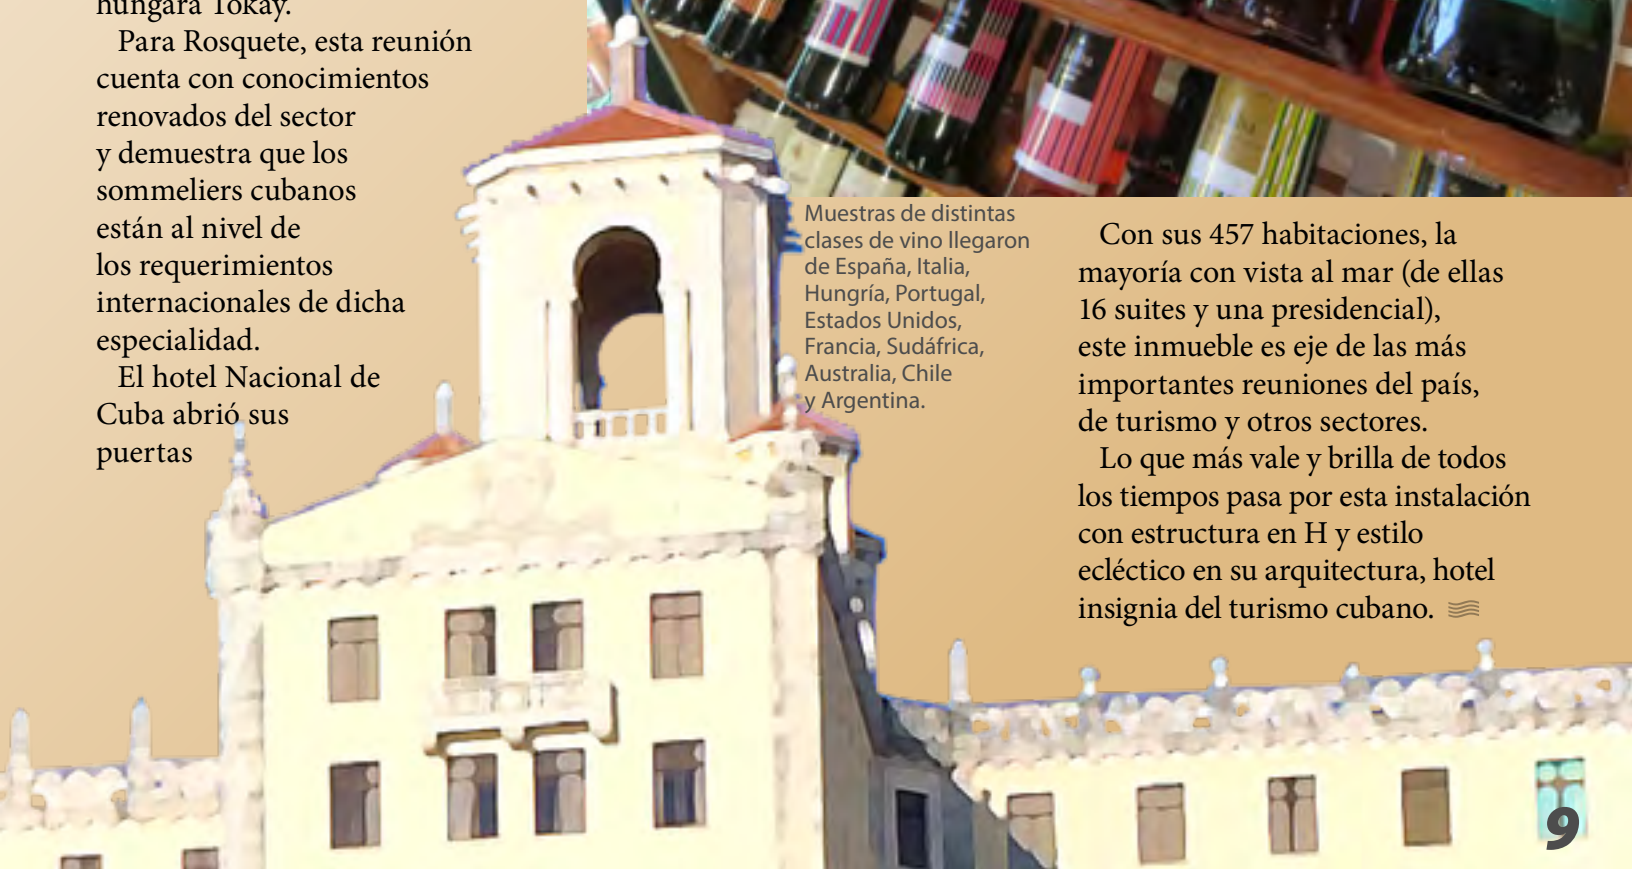 hungara Tokay.
Para Rosquete, esta reunión
cuenta con conocimientos
renovados del sector
y demuestra que los
sommeliers cubanos
están al nivel de
los requerimientos
internacionales de dicha
especialidad.
El hotel Nacional de
Cuba abrió sus
puertas
Muestras de distintas
clases de vino llegaron
de España, Italia,
Hungría, Portugal,
Estados Unidos,
Francia, Sudáfrica,
Australia, Chile
y Argentina.
Con sus 457 habitaciones, la
mayoría con vista al mar (de ellas
16 suites y una presidencial),
este inmueble es eje de las más
importantes reuniones del país,
de turismo y otros sectores.
Lo que más vale y brilla de todos
los tiempos pasa por esta instalación
con estructura en H y estilo
ecléctico en su arquitectura, hotel
insignia del turismo cubano.
9